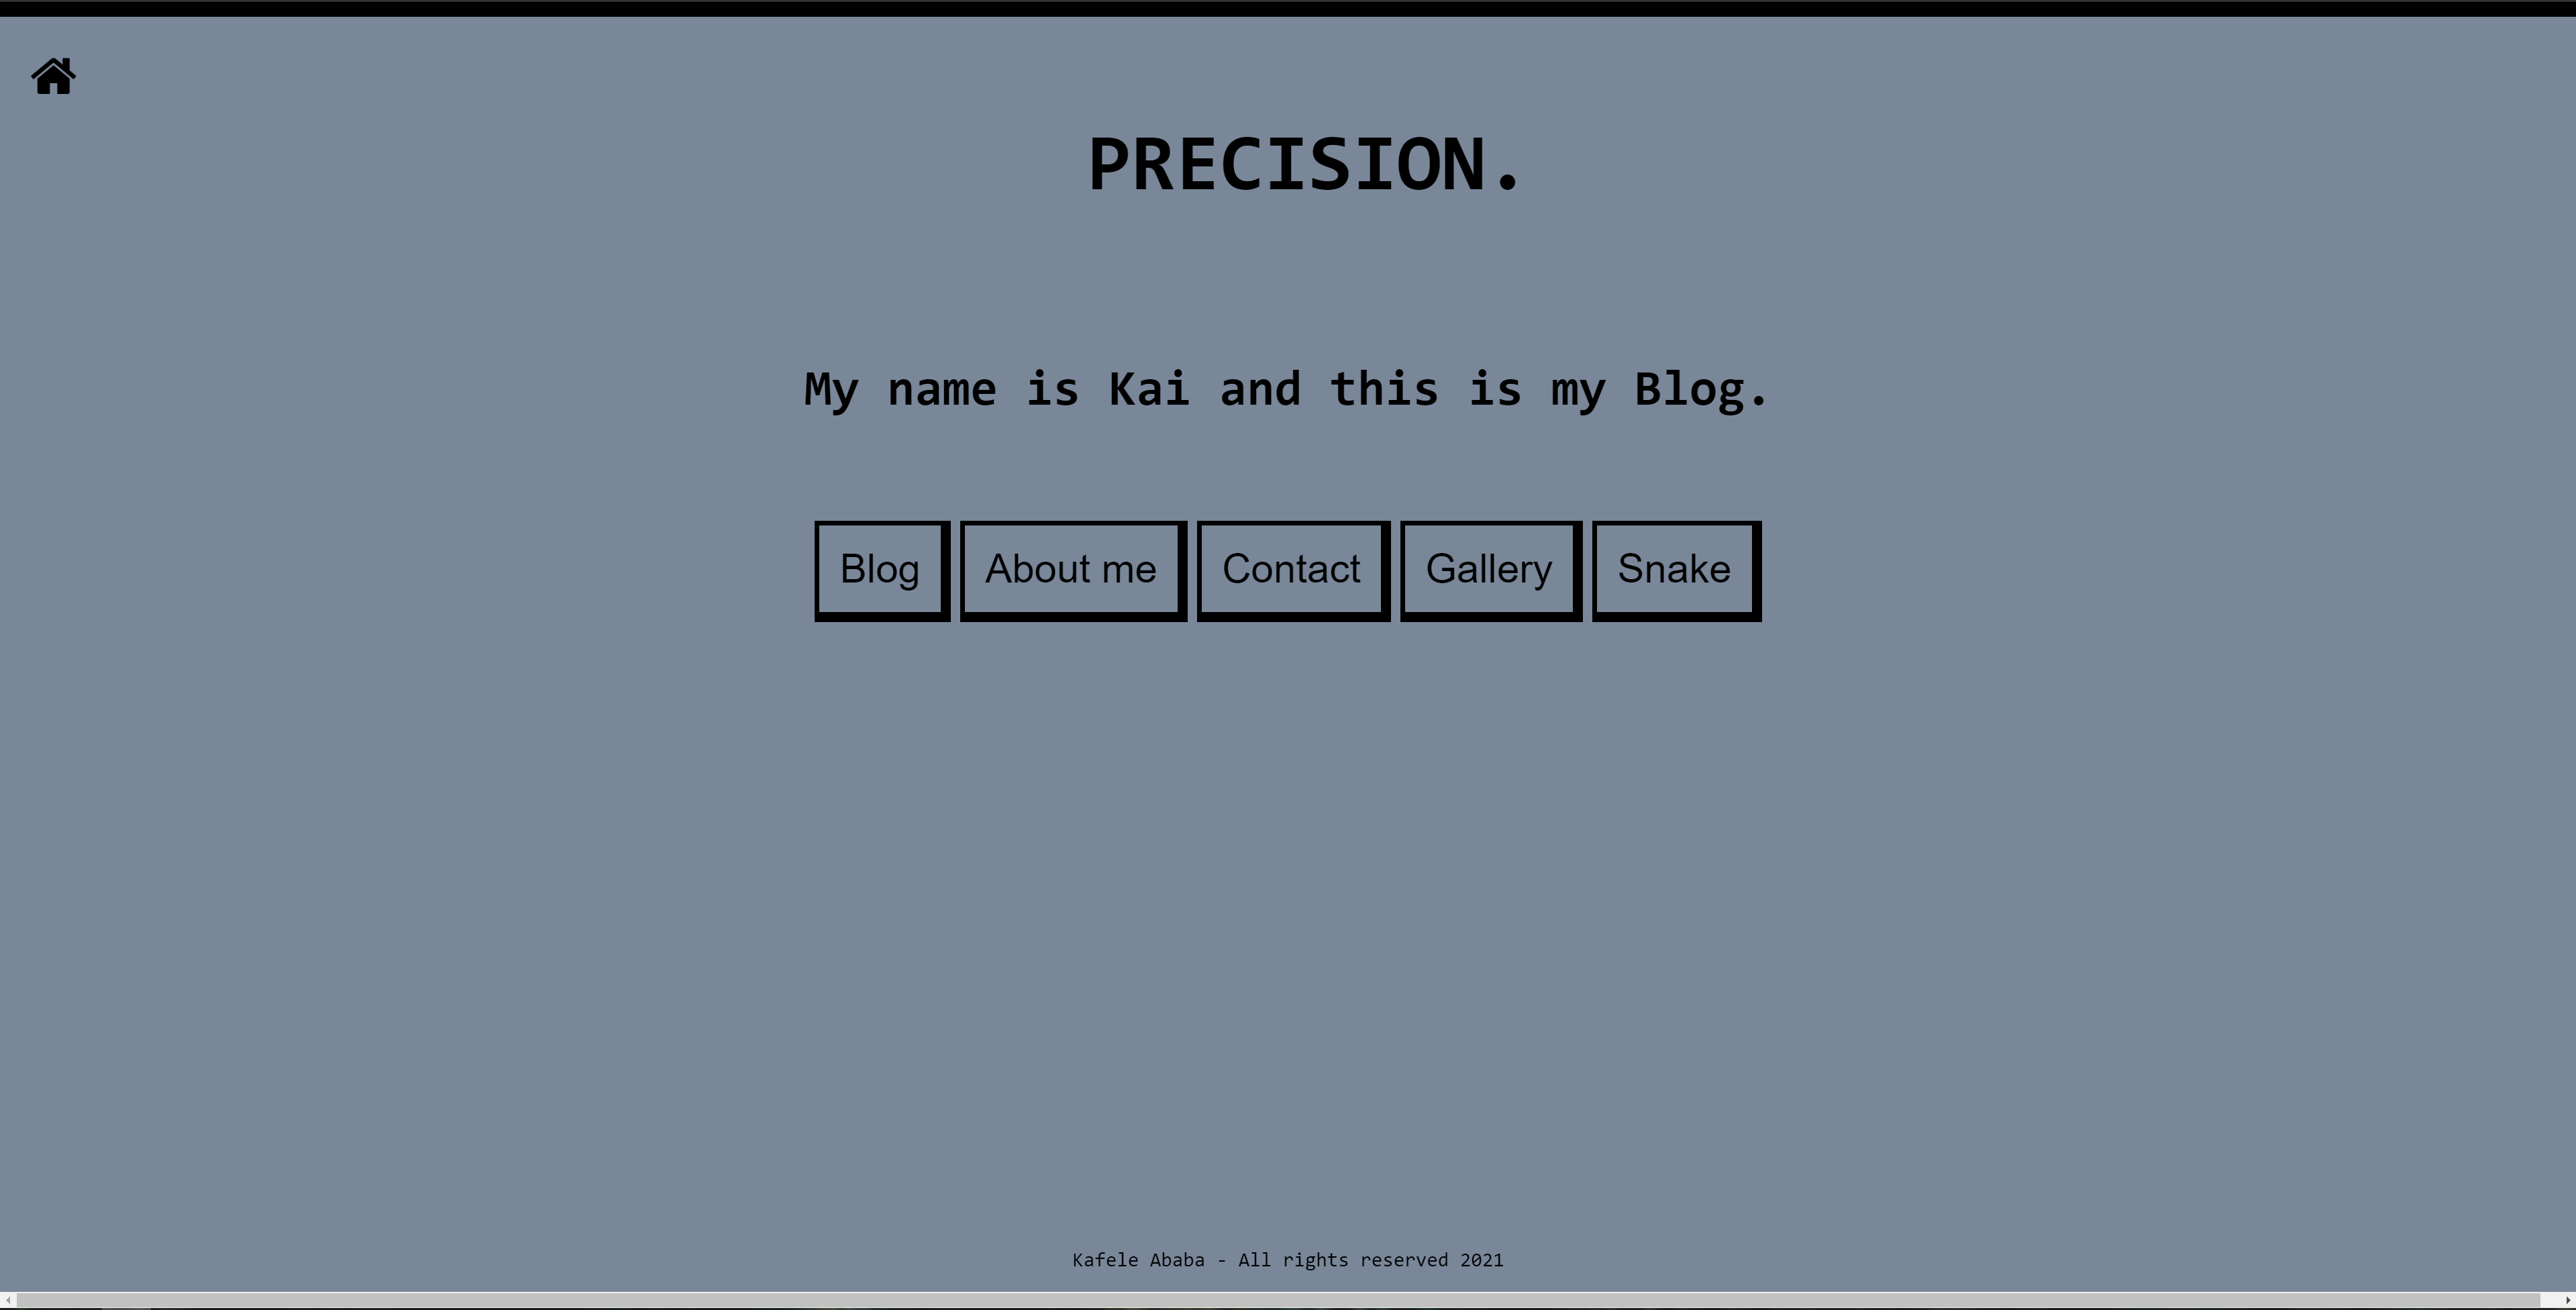 PRECISION.
My name is Kai and this is my Blog.
Blog About me Contact Gallery Snake
Kafele Ababa - All rights reserved 2021